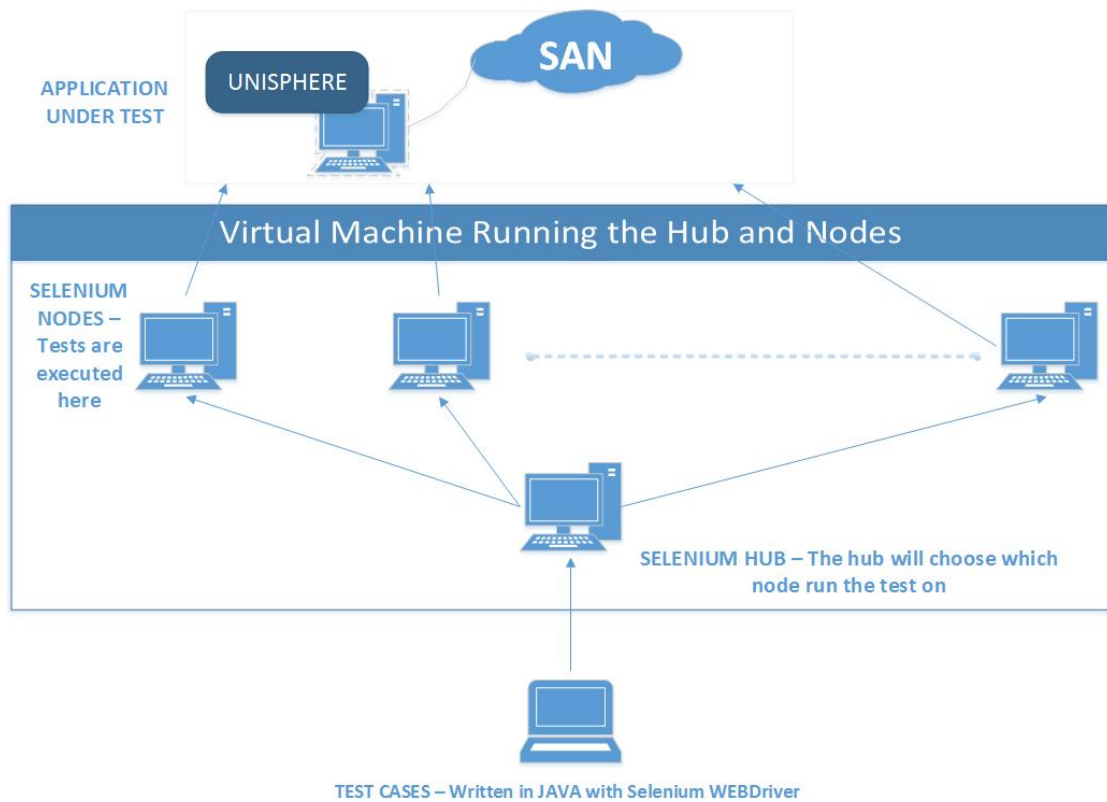 APPLICATION
UNDER TEST
UNISPHERE
SAN
Virtual Machine Running the Hub and Nodes
SELENIUM
NODES –
Tests are
executed
here
SELENIUM HUB – The hub will choose which
node run the test on
TEST CASES – Written in JAVA with Selenium WEBDriver